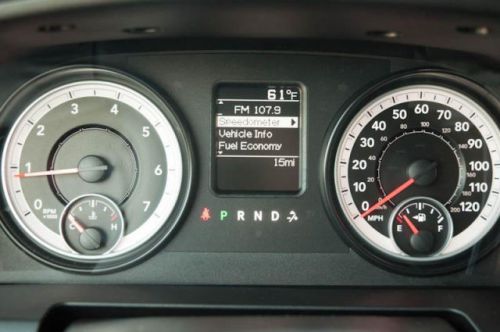 61°F
FM 107.9
Speedometer
Vehicle Info
Fuel Economy
15mi
P R N D
0 1 2 3 4 5 6 7
RPM
x1000
C H
0 10 20 30 40 50 60 70 80 90 100 110 120
MPH
200
E F